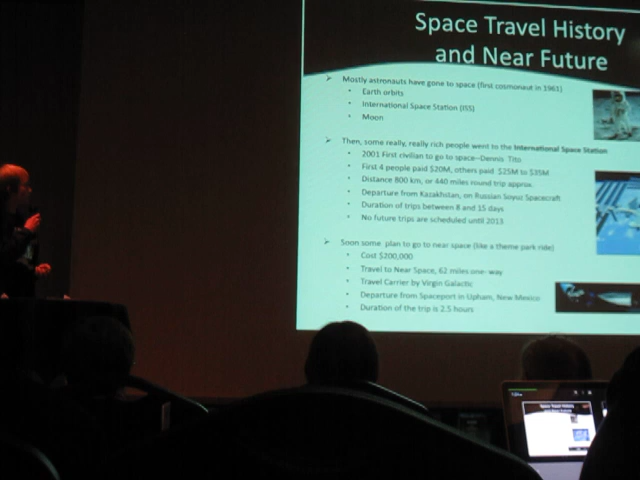 Space Travel History
and Near Future
Mostly astronauts have gone to space (first cosmonaut in 1961)
Earth orbits
International Space Station (ISS)
Moon
Then, some really, really rich people went to the International Space Station
2001 First civilian to go to space--Dennis Tito
First 4 people paid $20M, others paid $25M to $35M
Distance 800 km, or 440 miles round trip approx.
Departure from Kazakhstan, on Russian Soyuz Spacecraft
Duration of trips between 8 and 15 days
No future trips are scheduled until 2013
Soon some plan to go to near space (like a theme park ride)
Cost $200,000
Travel to Near Space, 62 miles one-way
Travel Carrier by Virgin Galactic
Departure from Spaceport in Upham, New Mexico
Duration of the trip is 2.5 hours
Space Travel History
and Near Future